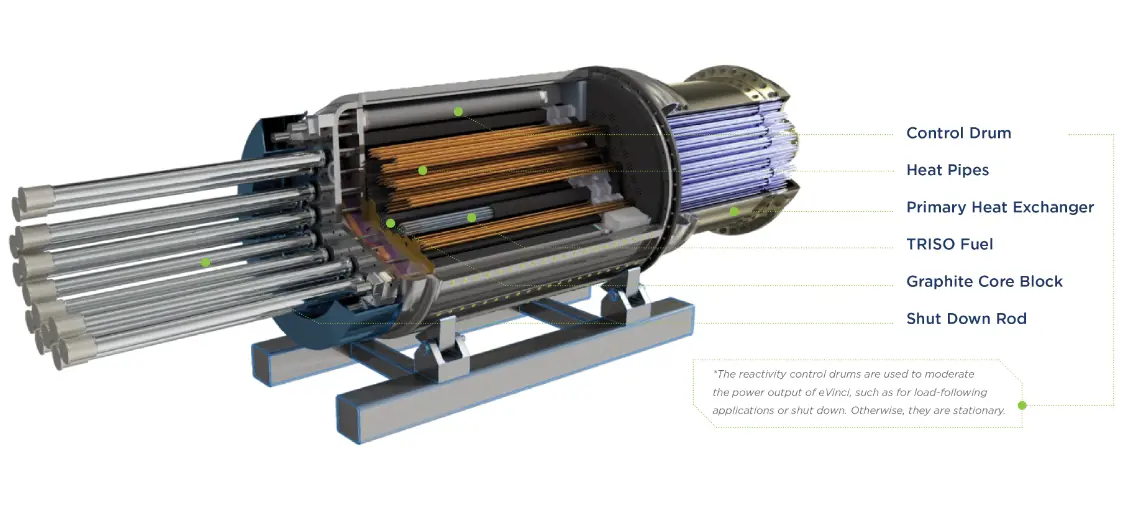 Control Drum
Heat Pipes
Primary Heat Exchanger
TRISO Fuel
Graphite Core Block
Shut Down Rod
*The reactivity control drums are used to moderate
the power output of eVinci, such as for load-following
applications or shut down. Otherwise, they are stationary.